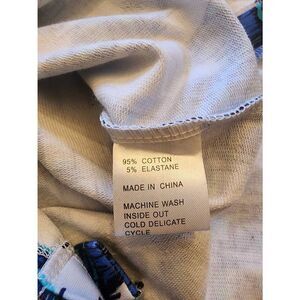 95% COTTON
5% ELASTANE
MADE IN CHINA
MACHINE WASH
INSIDE OUT
COLD DELICATE
CYCLE